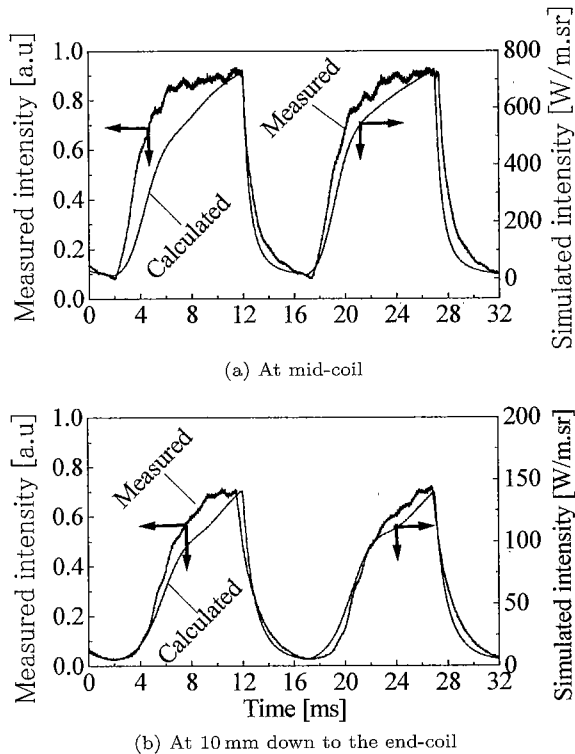 Measured intensity [a.u]
1.0
0.8
0.6
0.4
0.2
0.0
Measured
Calculated
800
600
400
200
0
Simulated intensity [W/m.sr]
0 4 8 12 16 20 24 28 32
(a) At mid-coil
Measured intensity [a.u]
1.0
0.8
0.6
0.4
0.2
0.0
Measured
Calculated
200
150
100
50
0
Simulated intensity [W/m.sr]
0 4 8 12 16 20 24 28 32
Time [ms]
(b) At 10 mm down to the end-coil